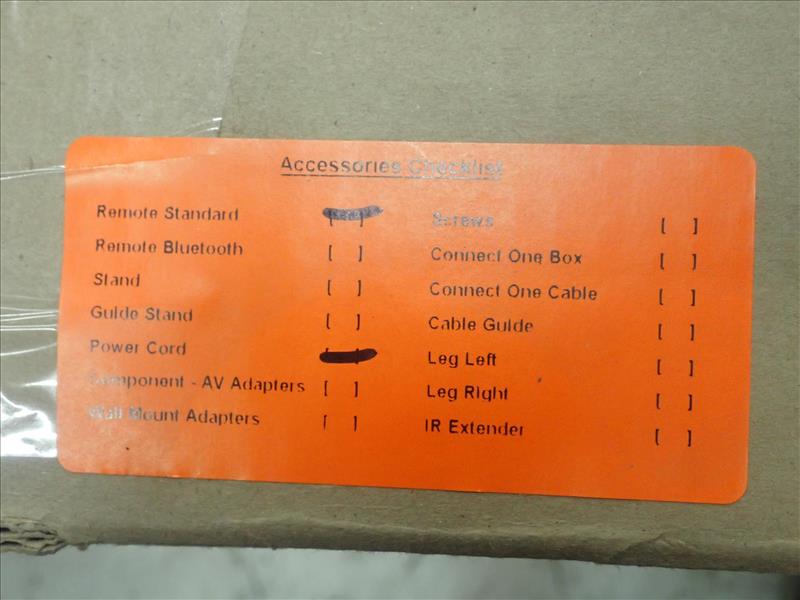 Accessories Checklist
Remote Standard [ ]
Remote Bluetooth [ ]
Stand [ ]
Guide Stand [ ]
Power Cord [ ]
Component - AV Adapters [ ]
Wall Mount Adapters [ ]
Screws [ ]
Connect One Box [ ]
Connect One Cable [ ]
Cable Guide [ ]
Leg Left [ ]
Leg Right [ ]
IR Extender [ ]